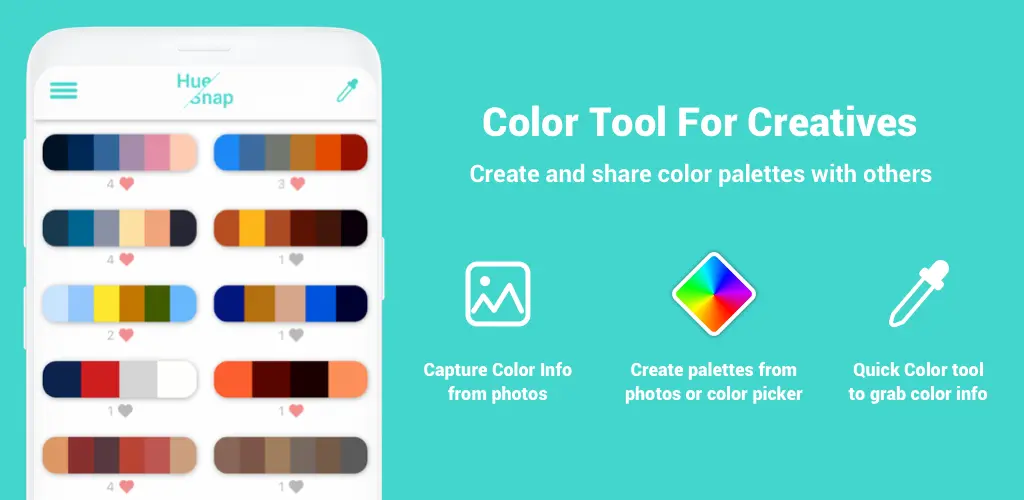 Hue
Snap
4
3
4
1
2
1
1
1
4
1
Color Tool For Creatives
Create and share color palettes with others
Capture Color Info
from photos
Create palettes from
photos or color picker
Quick Color tool
to grab color info